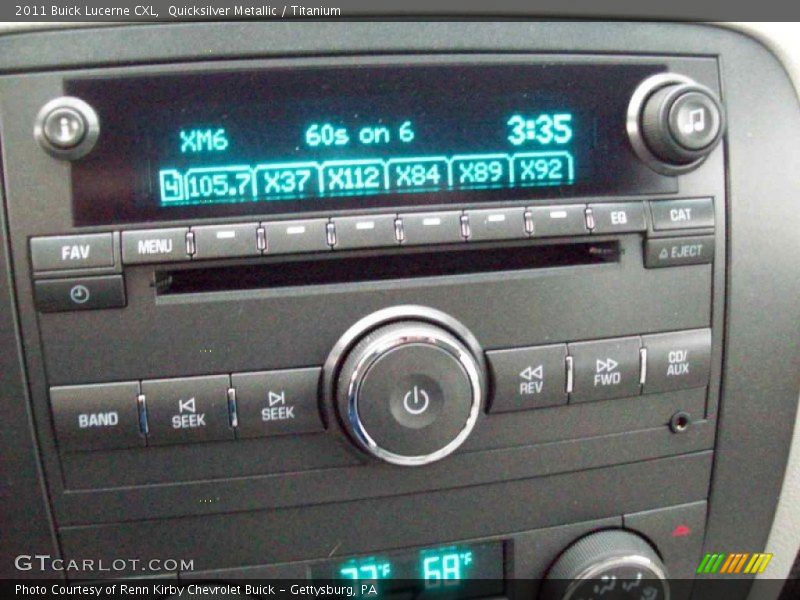 2011 Buick Lucerne CXL, Quicksilver Metallic / Titanium
XM6 60s on 6 3:35
4 105.7 X37 X112 X84 X89 X92
FAV MENU EQ CAT
EJECT
BAND SEEK SEEK REV FWD CD/AUX
77°F 68°F
GTCARLOT.COM
Photo Courtesy of Renn Kirby Chevrolet Buick - Gettysburg, PA